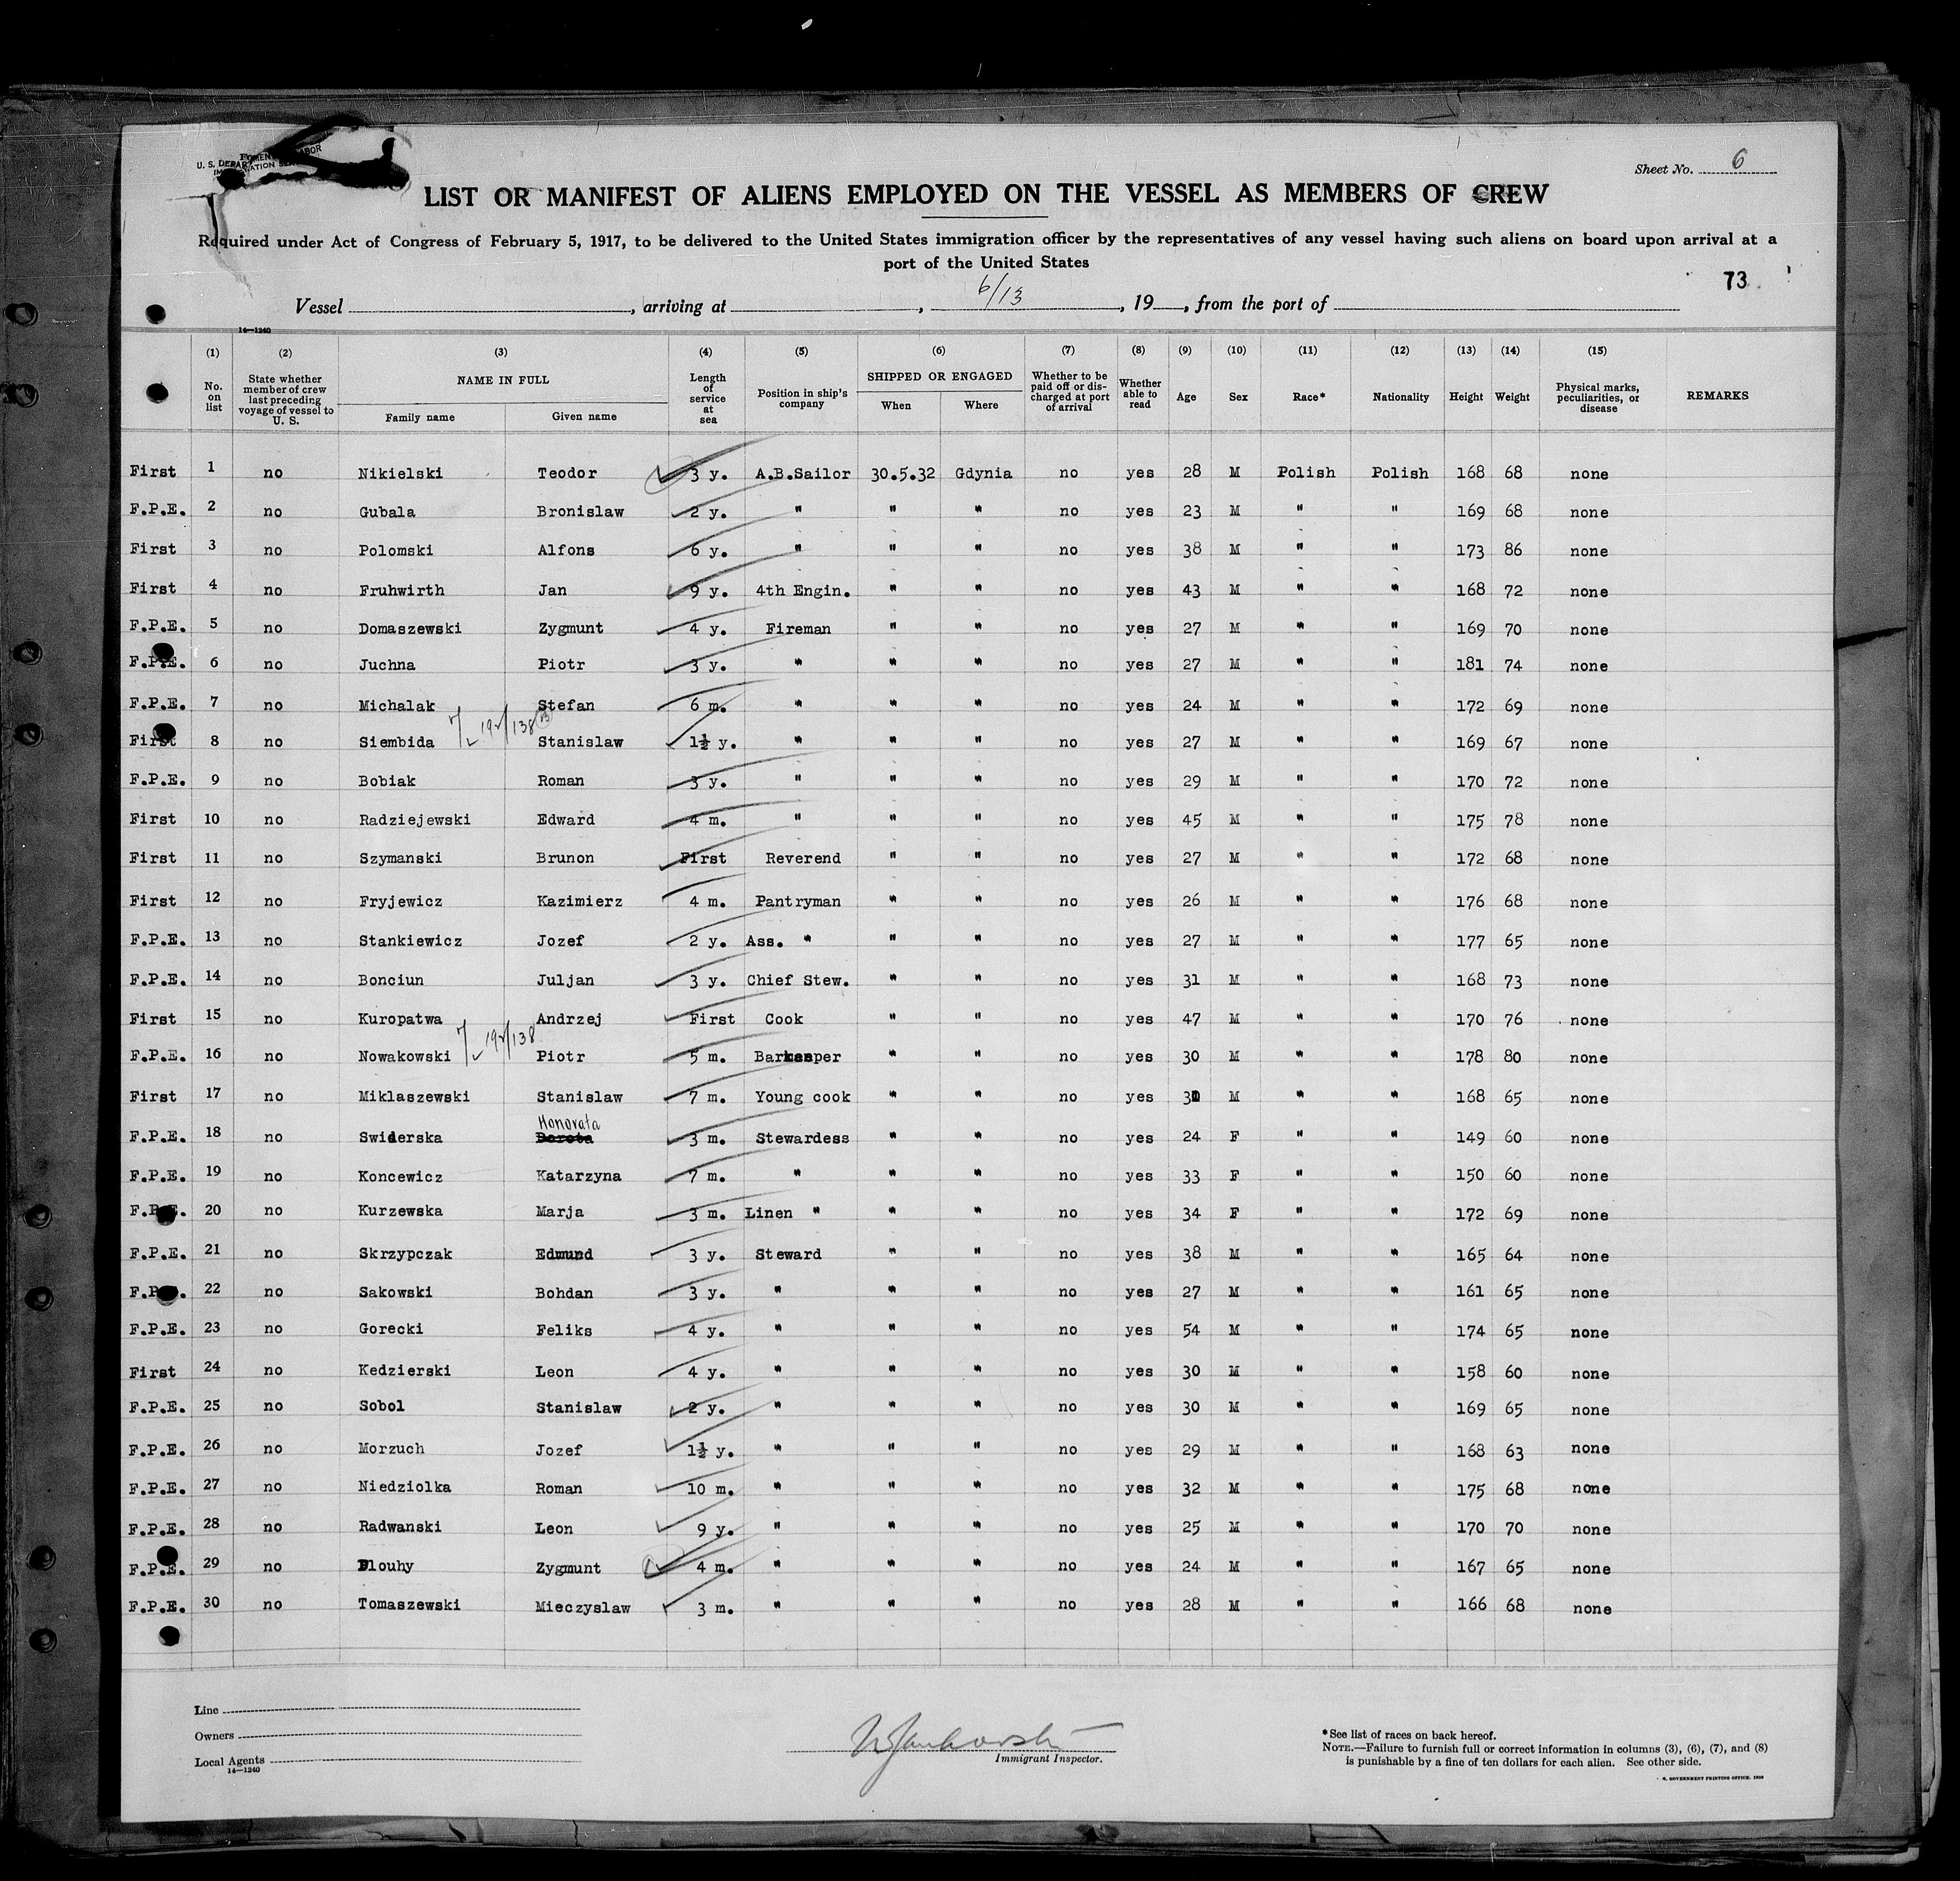 U. S. DEPAR
Sheet No. 6
LIST OR MANIFEST OF ALIENS EMPLOYED ON THE VESSEL AS MEMBERS OF CREW
Required under Act of Congress of February 5, 1917, to be delivered to the United States immigration officer by the representatives of any vessel having such aliens on board upon arrival at a
port of the United States
73
Vessel , arriving at , 6/13 , 19 , from the port of
14—1240
(1) (2) (3) (4) (5) (6) (7) (8) (9) (10) (11) (12) (13) (14) (15)
No. on list State whether member of crew last preceding voyage of vessel to U. S. NAME IN FULL Family name Given name Length of service at sea Position in ship's company SHIPPED OR ENGAGED When Where Whether to be paid off or discharged at port of arrival Whether able to read Age Sex Race* Nationality Height Weight Physical marks, peculiarities, or disease REMARKS
First 1 no Nikielski Teodor 3 y. A.B.Sailor 30.5.32 Gdynia no yes 28 M Polish Polish 168 68 none
F.P.E. 2 no Gubala Bronislaw 2 y. " " " no yes 23 M " " 169 68 none
First 3 no Polomski Alfons 6 y. " " " no yes 38 M " " 173 86 none
First 4 no Fruhwirth Jan 9 y. 4th Engin. " " no yes 43 M " " 168 72 none
F.P.E. 5 no Domaszewski Zygmunt 4 y. Fireman " " no yes 27 M " " 169 70 none
F.P.E. 6 no Juchna Piotr 3 y. " " " no yes 27 M " " 181 74 none
F.P.E. 7 no Michalak Stefan 6 m. " " " no yes 24 M " " 172 69 none
First 8 no Siembida Stanislaw 1½ y. " " " no yes 27 M " " 169 67 none
F.P.E. 9 no Bobiak Roman 3 y. " " " no yes 29 M " " 170 72 none
First 10 no Radziejewski Edward 4 m. " " " no yes 45 M " " 175 78 none
First 11 no Szymanski Brunon First Reverend " " no yes 27 M " " 172 68 none
First 12 no Fryjewicz Kazimierz 4 m. Pantryman " " no yes 26 M " " 176 68 none
F.P.E. 13 no Stankiewicz Jozef 2 y. Ass. " " " no yes 27 M " " 177 65 none
F.P.E. 14 no Bonciun Juljan 3 y. Chief Stew. " " no yes 31 M " " 168 73 none
First 15 no Kuropatwa Andrzej First Cook " " no yes 47 M " " 170 76 none
F.P.E. 16 no Nowakowski Piotr 5 m. " " no yes 30 M " " 178 80 none
First 17 no Miklaszewski Stanislaw 7 m. Young cook " " no yes M " " 168 65 none
F.P.E. 18 no Swiderska Honorata Dorota 3 m. Stewardess " " no yes 24 F " " 149 60 none
F.P.E. 19 no Koncewicz Katarzyna 7 m. " " " no yes 33 F " " 150 60 none
F.P.E. 20 no Kurzewska Marja 3 m. Linen " " " no yes 34 F " " 172 69 none
F.P.E. 21 no Skrzypczak Edmund 3 y. Steward " " no yes 38 M " " 165 64 none
F.P.E. 22 no Sakowski Bohdan 3 y. " " " no yes 27 M " " 161 65 none
F.P.E. 23 no Gorecki Feliks 4 y. " " " no yes 54 M " " 174 65 none
First 24 no Kedzierski Leon 4 y. " " " no yes 30 M " " 158 60 none
F.P.E. 25 no Sobol Stanislaw 2 y. " " " no yes 30 M " " 169 65 none
F.P.E. 26 no Morzuch Jozef 1½ y. " " " no yes 29 M " " 168 63 none
F.P.E. 27 no Niedziolka Roman 10 m. " " " no yes 32 M " " 175 68 none
F.P.E. 28 no Radwanski Leon 9 y. " " " no yes 25 M " " 170 70 none
F.P.E. 29 no Dlouhy Zygmunt 4 m. " " " no yes 24 M " " 167 65 none
F.P.E. 30 no Tomaszewski Mieczyslaw 3 m. " " " no yes 28 M " " 166 68 none
Line
Owners
Local Agents
14—1240
Immigrant Inspector.
*See list of races on back hereof.
NOTE.—Failure to furnish full or correct information in columns (3), (6), (7), and (8)
is punishable by a fine of ten dollars for each alien. See other side.
GOVERNMENT PRINTING OFFICE